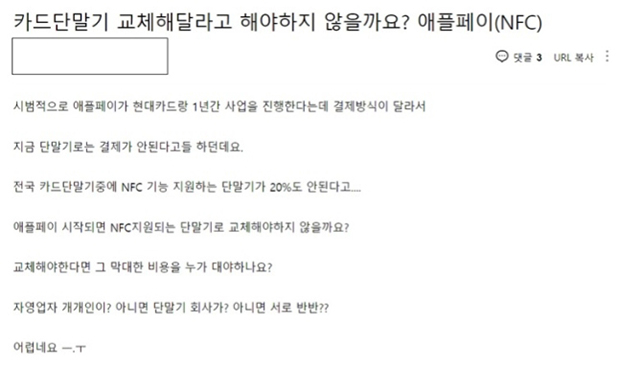 카드단말기 교체해달라고 해야하지 않을까요? 애플페이(NFC)
댓글 3 URL 복사
시범적으로 애플페이가 현대카드랑 1년간 사업을 진행한다는데 결제방식이 달라서
지금 단말기로는 결제가 안된다고들 하던데요.
전국 카드단말기중에 NFC 기능 지원하는 단말기가 20%도 안된다고....
애플페이 시작되면 NFC지원되는 단말기로 교체해야하지 않을까요?
교체해야한다면 그 막대한 비용을 누가 대야하나요?
자영업자 개개인이? 아니면 단말기 회사가? 아니면 서로 반반??
어렵네요 ㅡ.ㅜ